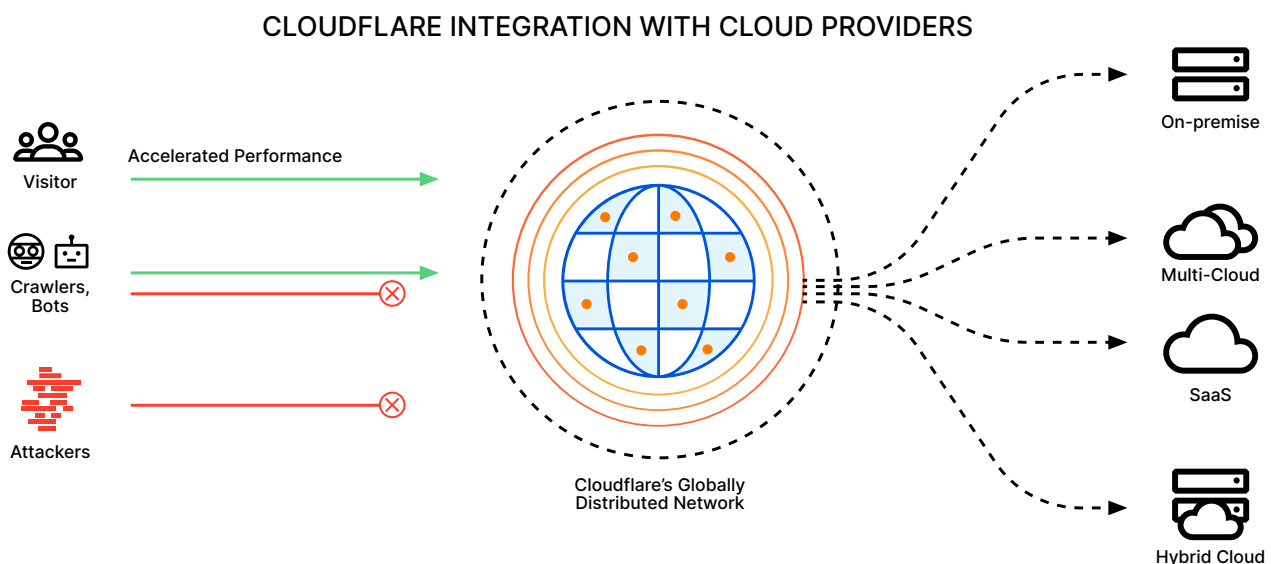 CLOUDFLARE INTEGRATION WITH CLOUD PROVIDERS
Visitor
Accelerated Performance
Crawlers,
Bots
Attackers
Cloudflare's Globally
Distributed Network
On-premise
Multi-Cloud
SaaS
Hybrid Cloud